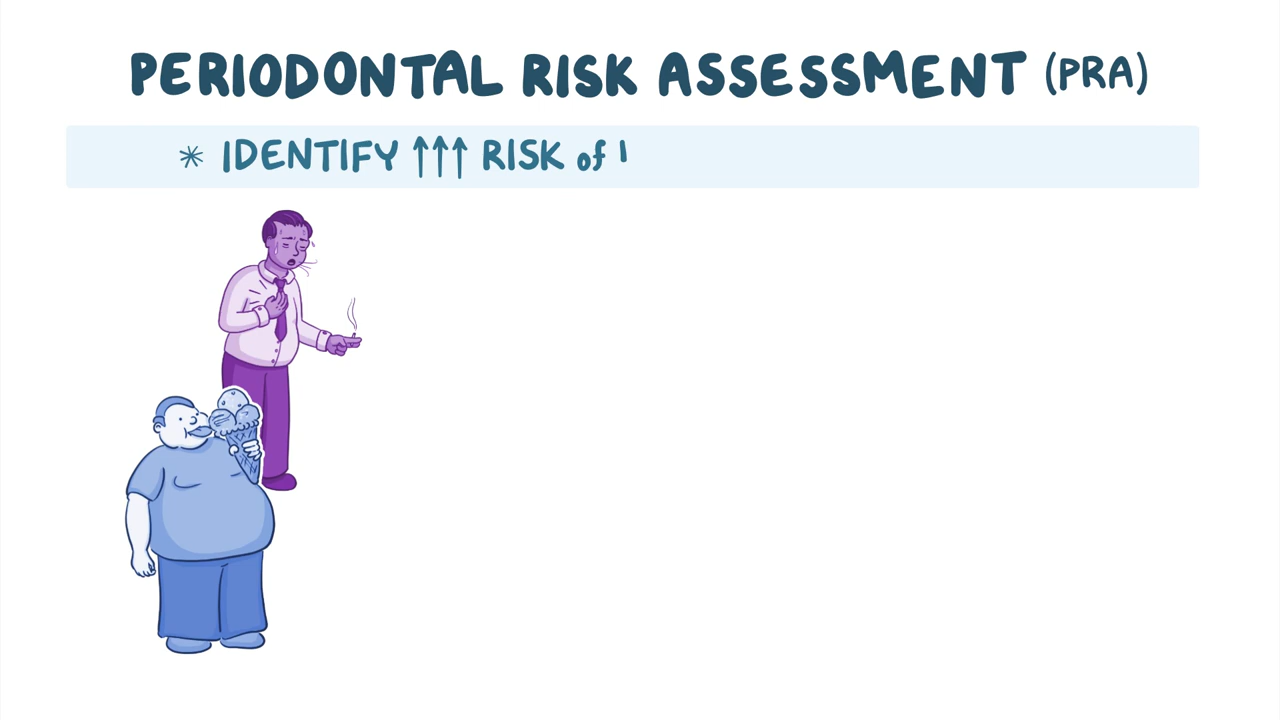 PERIODONTAL RISK ASSESSMENT (PRA)
* IDENTIFY ↑↑↑ RISK of